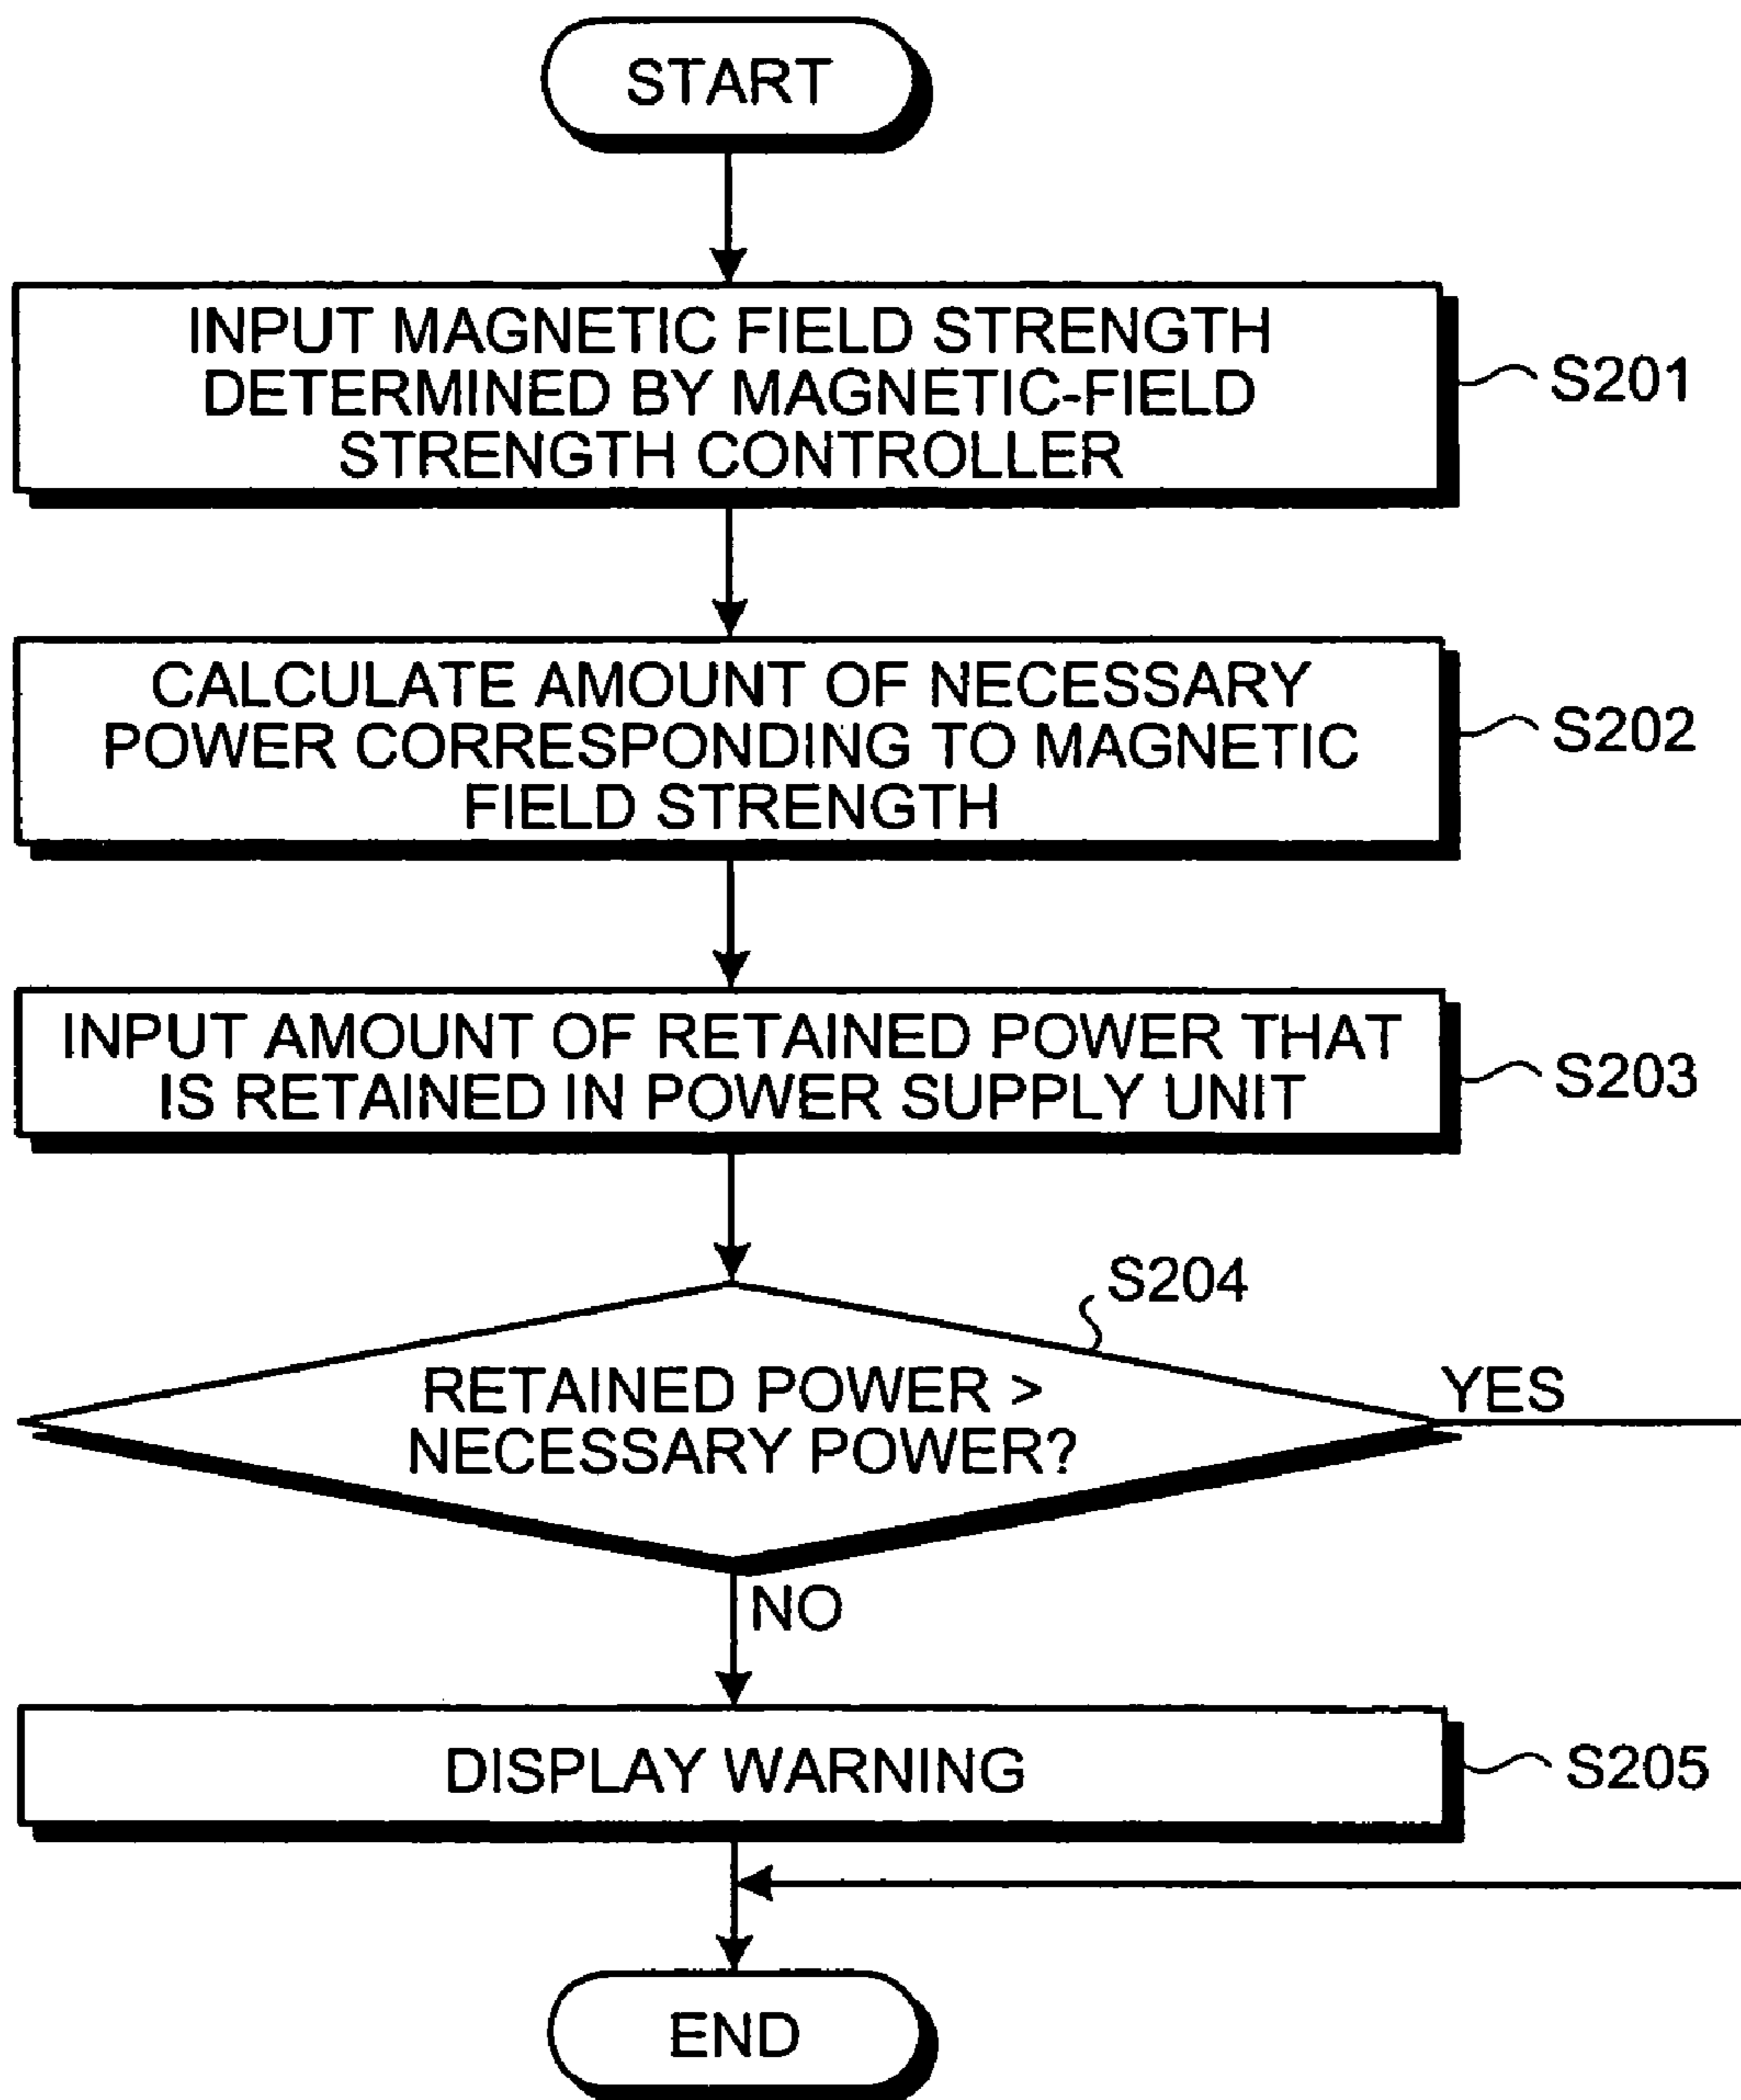 START
INPUT MAGNETIC FIELD STRENGTH
DETERMINED BY MAGNETIC-FIELD
STRENGTH CONTROLLER
S201
CALCULATE AMOUNT OF NECESSARY
POWER CORRESPONDING TO MAGNETIC
FIELD STRENGTH
S202
INPUT AMOUNT OF RETAINED POWER THAT
IS RETAINED IN POWER SUPPLY UNIT
S203
S204
RETAINED POWER >
NECESSARY POWER?
YES
NO
DISPLAY WARNING
S205
END